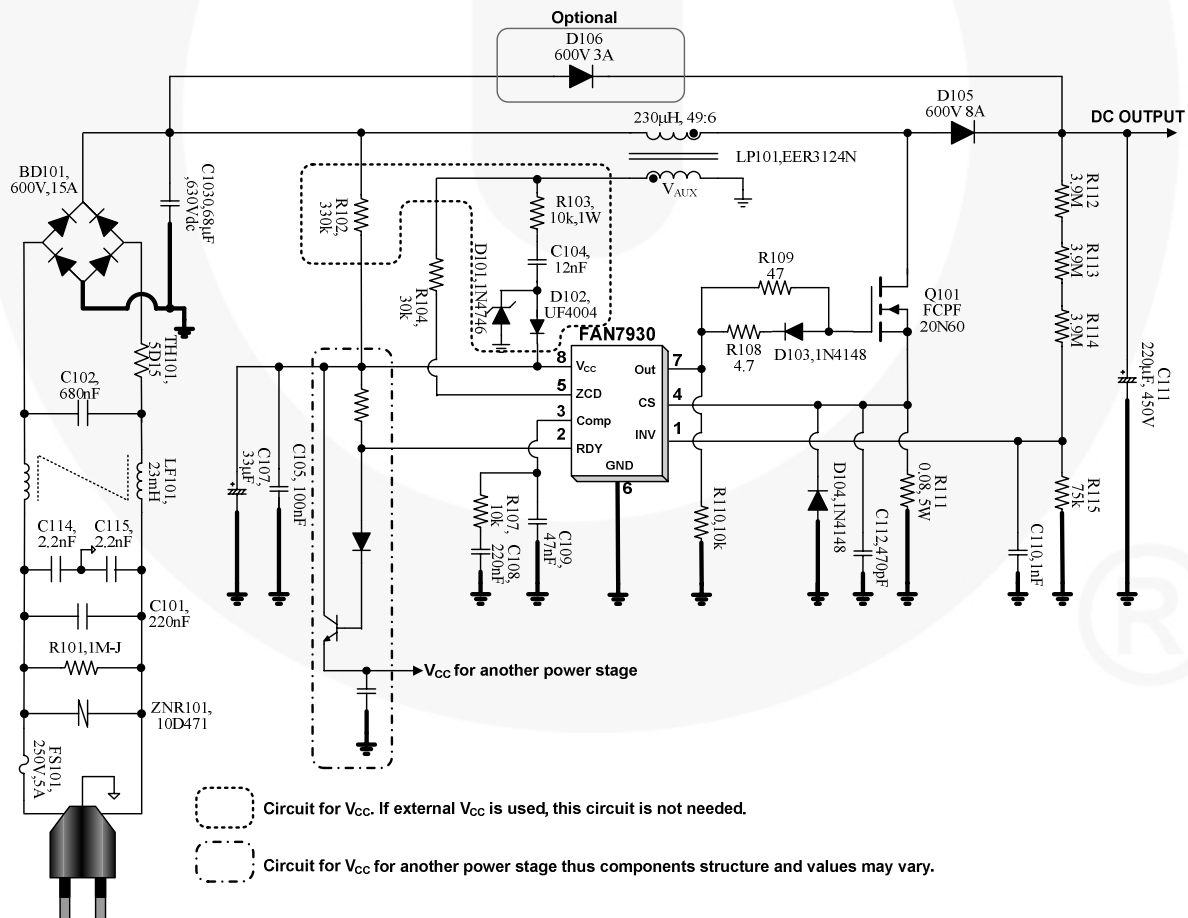 Optional
D106
600V 3A
230μH, 49:6
D105
600V 8A
DC OUTPUT
LP101,EER3124N
BD101,
600V,15A
C1030,68μF
,630Vdc
V_AUX
R102,
330k
R103,
10k,1W
C104,
12nF
D101,1N4746
D102,
UF4004
R104,
30k
R112
3.9M
R113
3.9M
R114
3.9M
R109
47
R108
4.7
D103,1N4148
Q101
FCPF
20N60
C111
220μF, 450V
TH101,
5D15
C102,
680nF
FAN7930
8
V_CC
Out
7
5
ZCD
CS
4
3
Comp
INV
1
2
RDY
GND
6
LF101,
23mH
C107,
33μF
C105, 100nF
R107,
10k
C108,
220nF
C109,
47nF
R110,10k
D104,1N4148
C112,470pF
R111
0.08, 5W
C110,1nF
R115
75k
C114,
2.2nF
C115,
2.2nF
C101,
220nF
R101,1M-J
V_CC for another power stage
ZNR101,
10D471
FS101,
250V,5A
Circuit for V_CC. If external V_CC is used, this circuit is not needed.
Circuit for V_CC for another power stage thus components structure and values may vary.
®